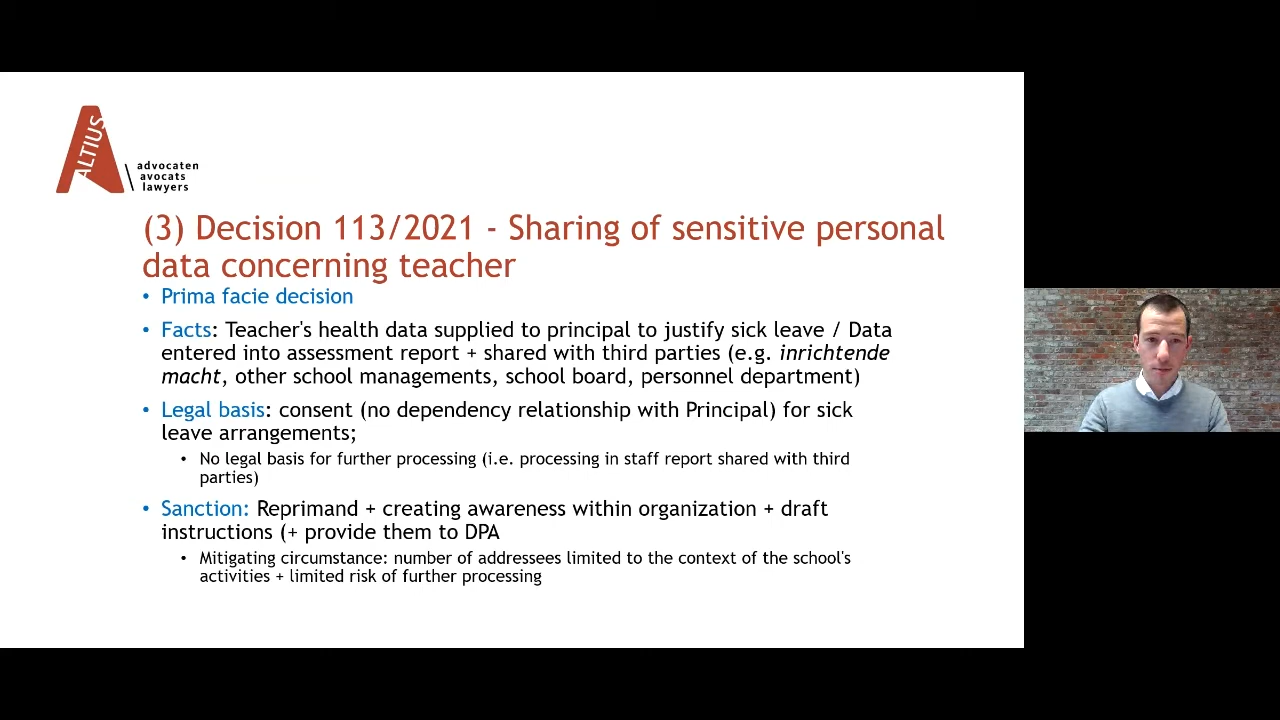 ALTIUS
advocaten
avocats
lawyers
(3) Decision 113/2021 - Sharing of sensitive personal
data concerning teacher
• Prima facie decision
• Facts: Teacher's health data supplied to principal to justify sick leave / Data
entered into assessment report + shared with third parties (e.g. inrichtende
macht, other school managements, school board, personnel department)
• Legal basis: consent (no dependency relationship with Principal) for sick
leave arrangements;
• No legal basis for further processing (i.e. processing in staff report shared with third
parties)
• Sanction: Reprimand + creating awareness within organization + draft
instructions (+ provide them to DPA
• Mitigating circumstance: number of addressees limited to the context of the school's
activities + limited risk of further processing